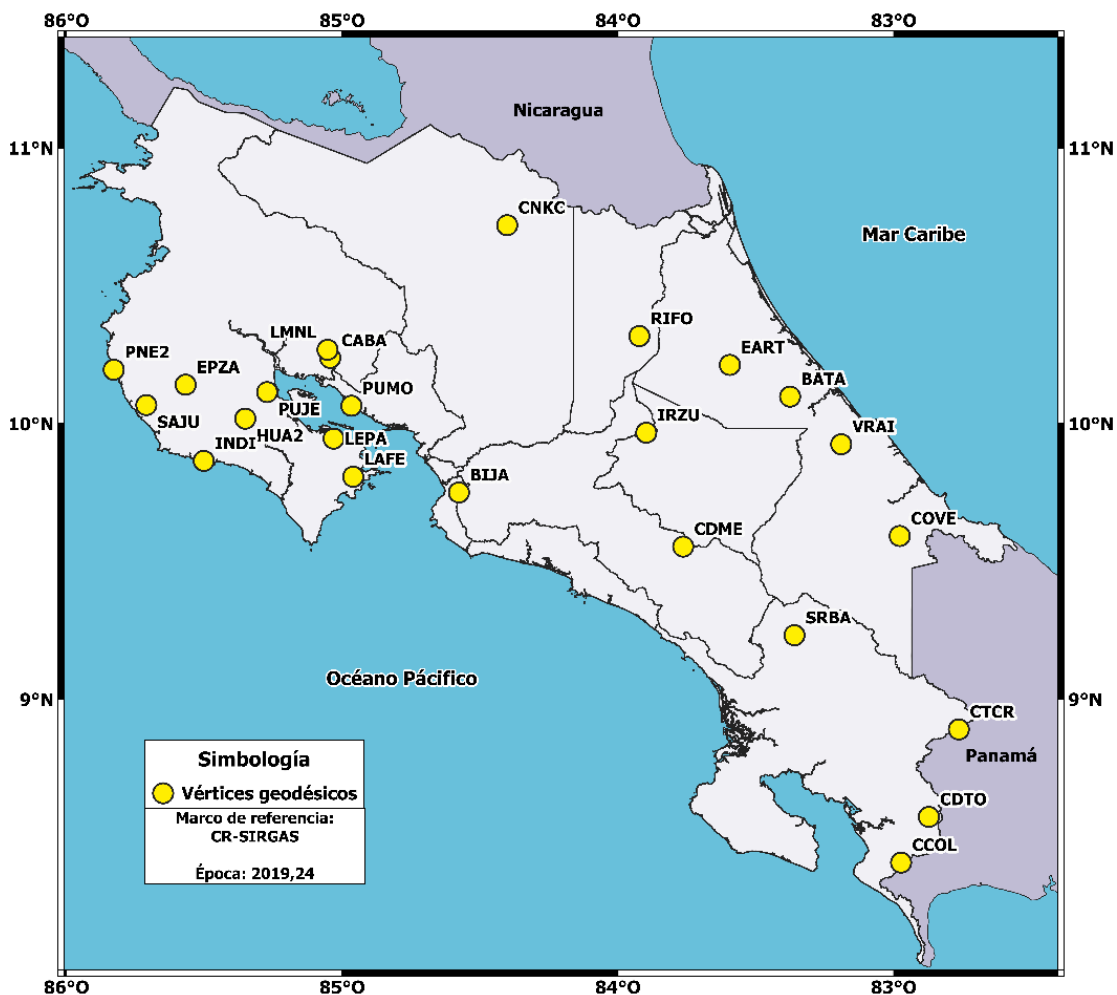 86°O 85°O 84°O 83°O
Nicaragua
11°N 11°N
CNKC
Mar Caribe
RIFO
LMNL CABA
EART
PNE2 EPZA
BATA
PUMO
PUJE
SAJU
IRZU
HUA2
VRAI
INDI LEPA
LAFE
BIJA
10°N 10°N
COVE
CDME
SRBA
Océano Pácifico
9°N 9°N
CTCR
Panamá
Simbología
Vértices geodésicos
Marco de referencia:
CR-SIRGAS
Época: 2019,24
CDTO
CCOL
86°O 85°O 84°O 83°O